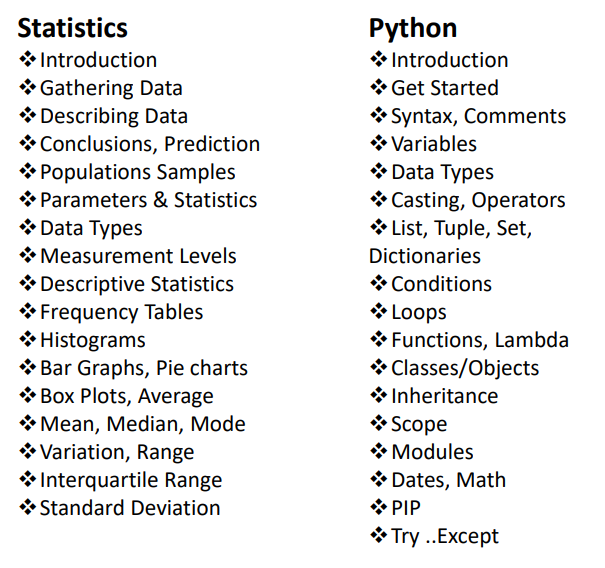 Statistics
❖Introduction
❖Gathering Data
❖Describing Data
❖Conclusions, Prediction
❖Populations Samples
❖Parameters & Statistics
❖Data Types
❖Measurement Levels
❖Descriptive Statistics
❖Frequency Tables
❖Histograms
❖Bar Graphs, Pie charts
❖Box Plots, Average
❖Mean, Median, Mode
❖Variation, Range
❖Interquartile Range
❖Standard Deviation
Python
❖Introduction
❖Get Started
❖Syntax, Comments
❖Variables
❖Data Types
❖Casting, Operators
❖List, Tuple, Set,
Dictionaries
❖Conditions
❖Loops
❖Functions, Lambda
❖Classes/Objects
❖Inheritance
❖Scope
❖Modules
❖Dates, Math
❖PIP
❖Try ..Except